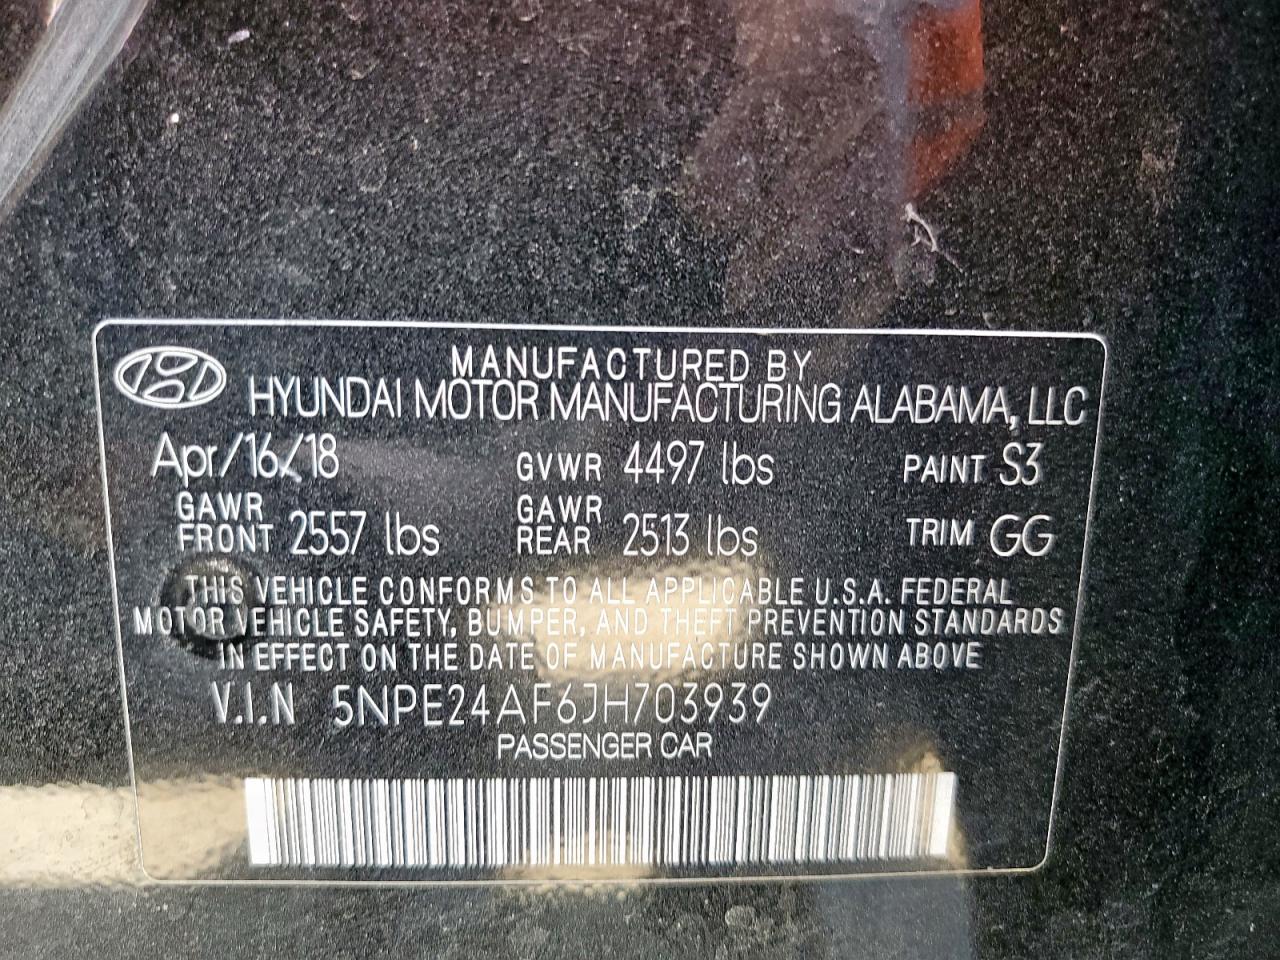 MANUFACTURED BY
HYUNDAI MOTOR MANUFACTURING ALABAMA, LLC
Apr/16/18 GVWR 4497 lbs PAINT S3
GAWR FRONT 2557 lbs GAWR REAR 2513 lbs TRIM GG
THIS VEHICLE CONFORMS TO ALL APPLICABLE U.S.A. FEDERAL
MOTOR VEHICLE SAFETY, BUMPER, AND THEFT PREVENTION STANDARDS
IN EFFECT ON THE DATE OF MANUFACTURE SHOWN ABOVE
V.I.N 5NPE24AF6JH703939
PASSENGER CAR